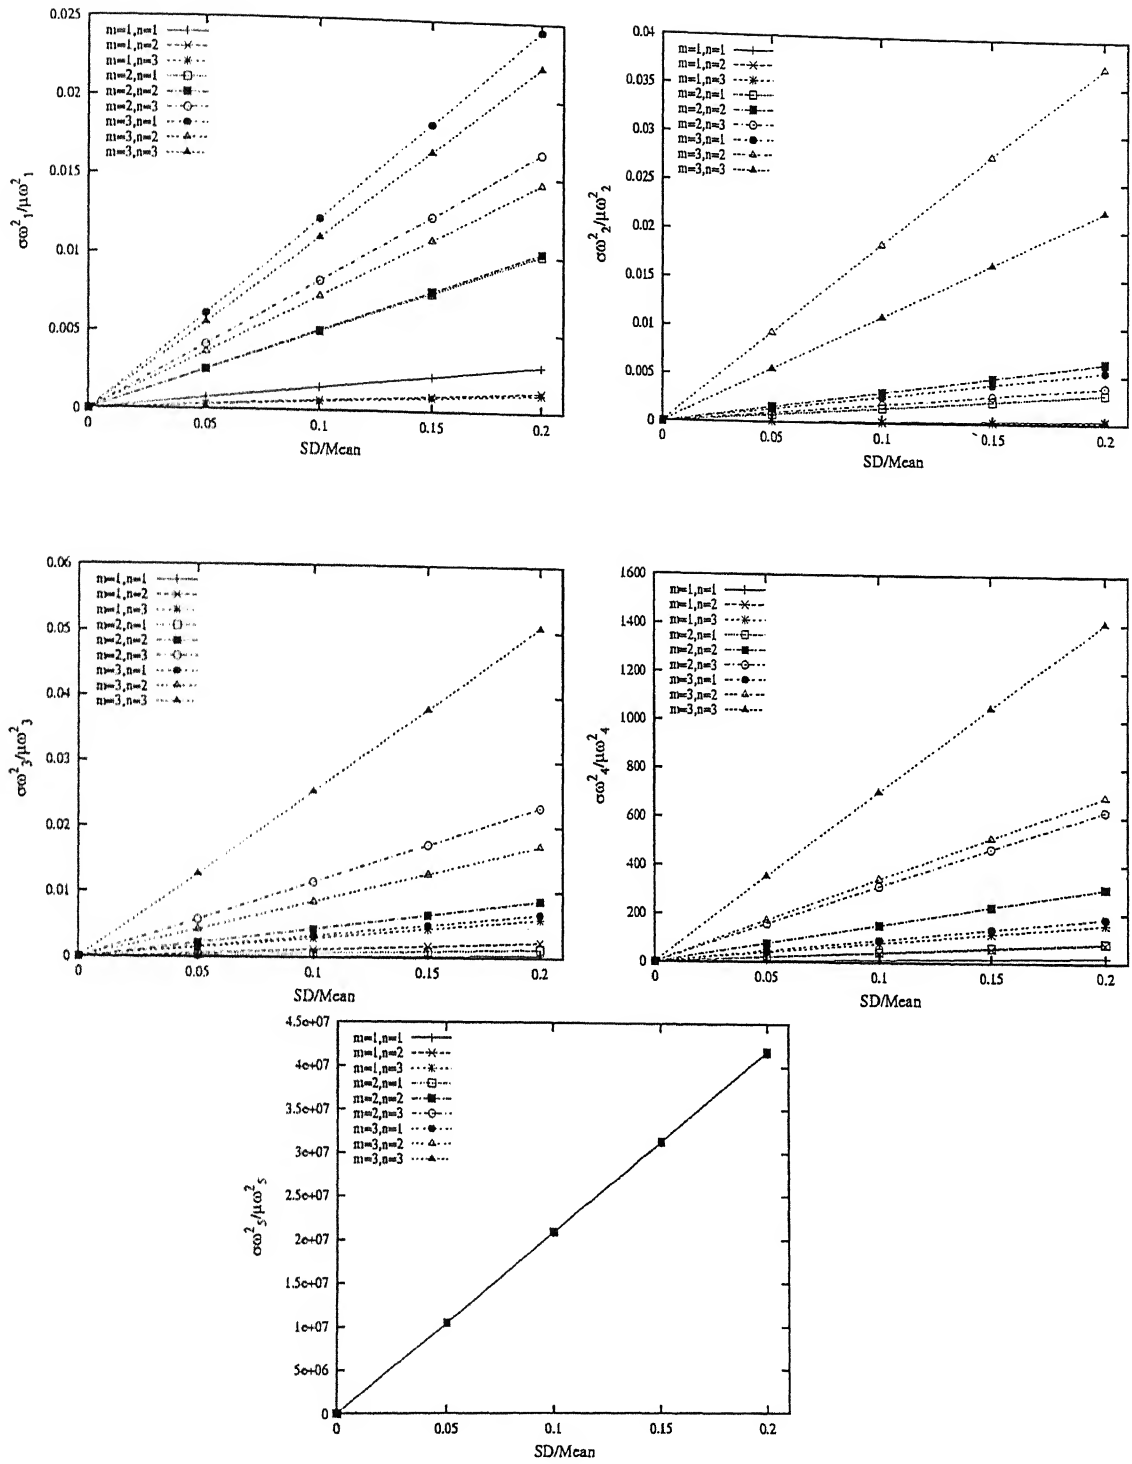 0.025
0.02
0.015
0.01
0.005
0
m=1,n=1
m=1,n=2
m=1,n=3
m=2,n=1
m=2,n=2
m=2,n=3
m=3,n=1
m=3,n=2
m=3,n=3
σω²₁/μω²₁
0 0.05 0.1 0.15 0.2
SD/Mean
0.04
0.035
0.03
0.025
0.02
0.015
0.01
0.005
0
m=1,n=1
m=1,n=2
m=1,n=3
m=2,n=1
m=2,n=2
m=2,n=3
m=3,n=1
m=3,n=2
m=3,n=3
σω²₂/μω²₂
0 0.05 0.1 0.15 0.2
SD/Mean
0.06
0.05
0.04
0.03
0.02
0.01
0
m=1,n=1
m=1,n=2
m=1,n=3
m=2,n=1
m=2,n=2
m=2,n=3
m=3,n=1
m=3,n=2
m=3,n=3
σω²₃/μω²₃
0 0.05 0.1 0.15 0.2
SD/Mean
1600
1400
1200
1000
800
600
400
200
0
m=1,n=1
m=1,n=2
m=1,n=3
m=2,n=1
m=2,n=2
m=2,n=3
m=3,n=1
m=3,n=2
m=3,n=3
σω²₄/μω²₄
0 0.05 0.1 0.15 0.2
SD/Mean
4.5e+07
4e+07
3.5e+07
3e+07
2.5e+07
2e+07
1.5e+07
1e+07
5e+06
0
m=1,n=1
m=1,n=2
m=1,n=3
m=2,n=1
m=2,n=2
m=2,n=3
m=3,n=1
m=3,n=2
m=3,n=3
σω²₅/μω²₅
0 0.05 0.1 0.15 0.2
SD/Mean